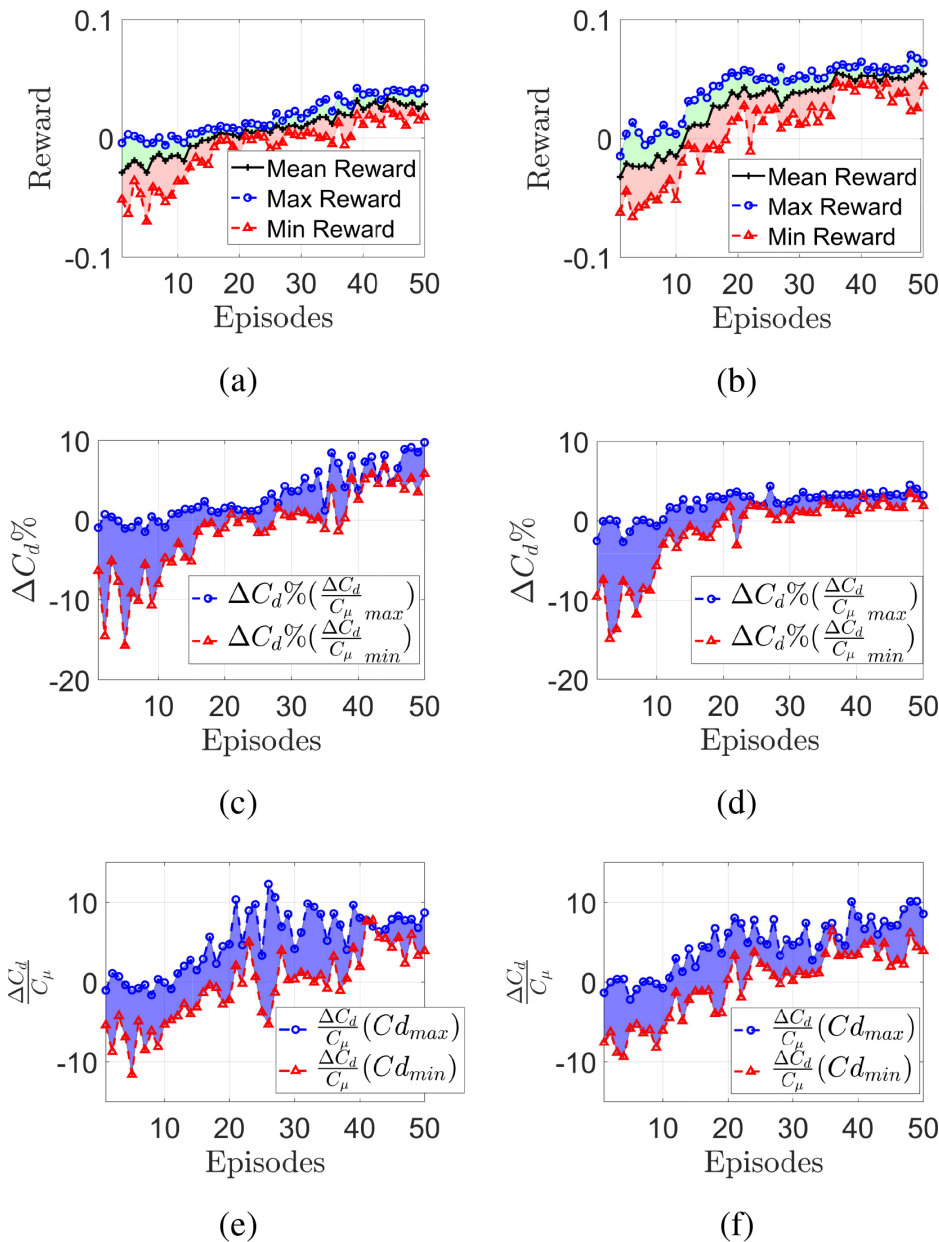 0.1
0
-0.1
Reward
Mean Reward
Max Reward
Min Reward
10 20 30 40 50
Episodes
(a)
0.1
0
-0.1
Reward
Mean Reward
Max Reward
Min Reward
10 20 30 40 50
Episodes
(b)
10
0
-10
-20
ΔC_d%
ΔC_d%(ΔC_d/C_μ max)
ΔC_d%(ΔC_d/C_μ min)
10 20 30 40 50
Episodes
(c)
10
0
-10
-20
ΔC_d%
ΔC_d%(ΔC_d/C_μ max)
ΔC_d%(ΔC_d/C_μ min)
10 20 30 40 50
Episodes
(d)
10
0
-10
ΔC_d/C_μ
ΔC_d/C_μ(Cd_max)
ΔC_d/C_μ(Cd_min)
10 20 30 40 50
Episodes
(e)
10
0
-10
ΔC_d/C_μ
ΔC_d/C_μ(Cd_max)
ΔC_d/C_μ(Cd_min)
10 20 30 40 50
Episodes
(f)